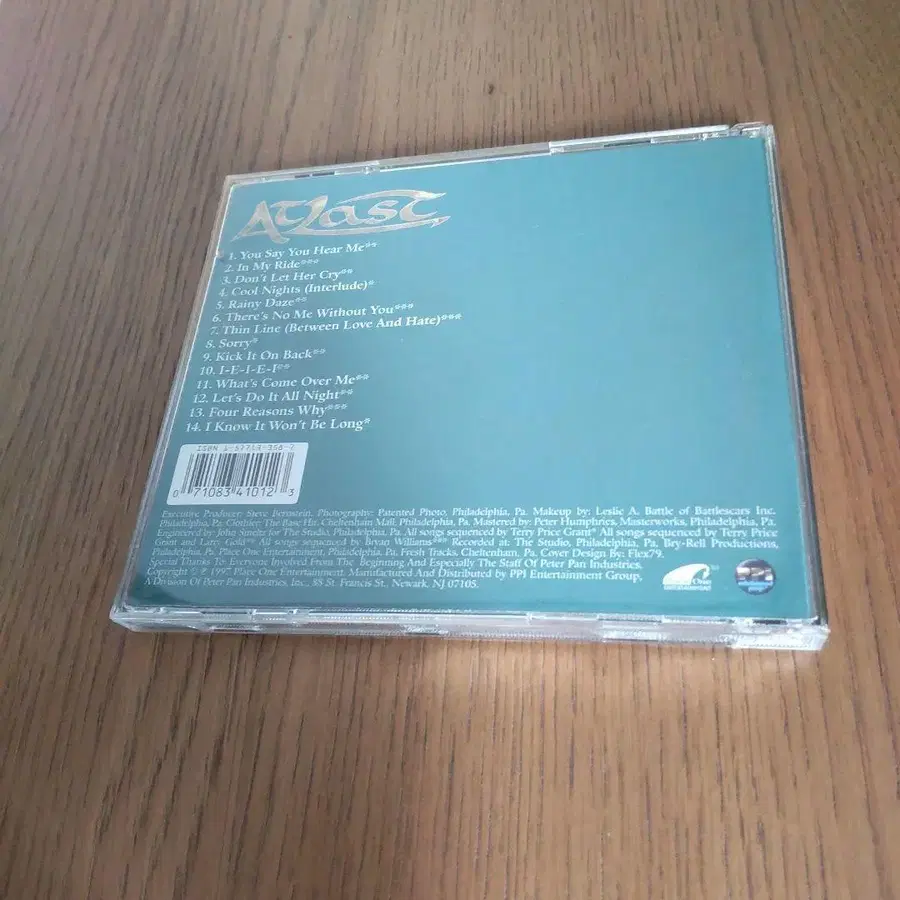 At Last
1. You Say You Hear Me**
2. In My Ride***
3. Don't Let Her Cry**
4. Cool Nights (Interlude)*
5. Rainy Daze**
6. There's No Me Without You***
7. Thin Line (Between Love And Hate)***
8. Sorry*
9. Kick It On Back**
10. I-E-I-E-I**
11. What's Come Over Me**
12. Let's Do It All Night**
13. Four Reasons Why***
14. I Know It Won't Be Long*
ISBN
0 71083 41012 3
Executive Producer: Steve Bernstein. Photography: Patented Photo, Philadelphia, Pa. Makeup by: Leslie A. Battle of Battlescars Inc.
Philadelphia, Pa. Clothier: The Base Hit, Cheltenham Mall, Philadelphia, Pa. Mastered by: Peter Humphries, Masterworks, Philadelphia, Pa.
Engineered by: John Smeltz for The Studio, Philadelphia, Pa. All songs sequenced by Terry Price Grant* All songs sequenced by Terry Price
Grant and Larry Gold** All songs sequenced by Bryan Williams*** Recorded at: The Studio, Philadelphia, Pa, Bry-Rell Productions,
Philadelphia, Pa. Place One Entertainment, Philadelphia, Pa. Fresh Tracks, Cheltenham, Pa. Cover Design By: Flex79.
Special Thanks To Everyone Involved From The Beginning And Especially The Staff Of Peter Pan Industries.
Copyright © ℗ 1997 Place One Entertainment. Manufactured And Distributed by PPI Entertainment Group,
A Division Of Peter Pan Industries, Inc., 88 St. Francis St., Newark, NJ 07105.
PPI